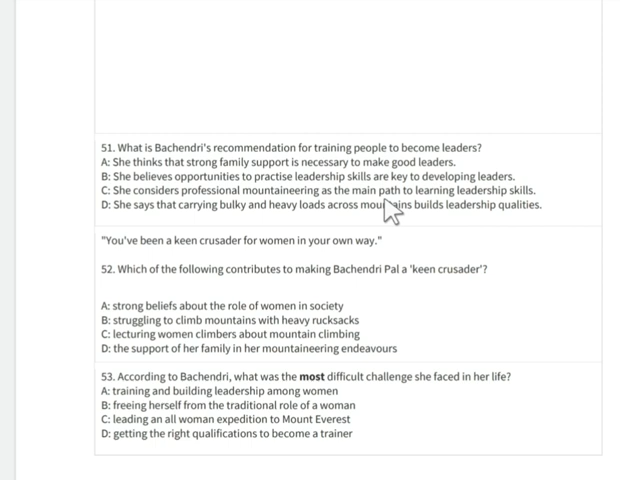 51. What is Bachendri's recommendation for training people to become leaders?
A: She thinks that strong family support is necessary to make good leaders.
B: She believes opportunities to practise leadership skills are key to developing leaders.
C: She considers professional mountaineering as the main path to learning leadership skills.
D: She says that carrying bulky and heavy loads across mountains builds leadership qualities.
"You've been a keen crusader for women in your own way."
52. Which of the following contributes to making Bachendri Pal a 'keen crusader'?
A: strong beliefs about the role of women in society
B: struggling to climb mountains with heavy rucksacks
C: lecturing women climbers about mountain climbing
D: the support of her family in her mountaineering endeavours
53. According to Bachendri, what was the most difficult challenge she faced in her life?
A: training and building leadership among women
B: freeing herself from the traditional role of a woman
C: leading an all woman expedition to Mount Everest
D: getting the right qualifications to become a trainer